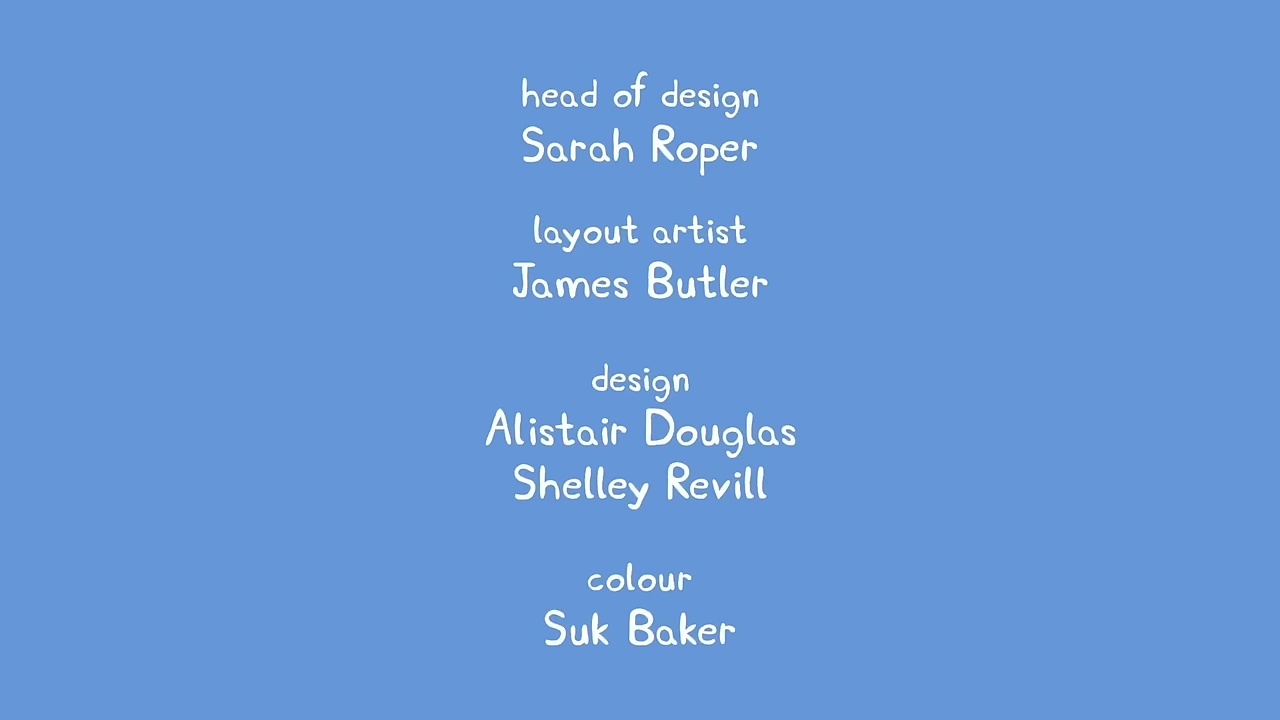 head of design
Sarah Roper
layout artist
James Butler
design
Alistair Douglas
Shelley Revill
colour
Suk Baker